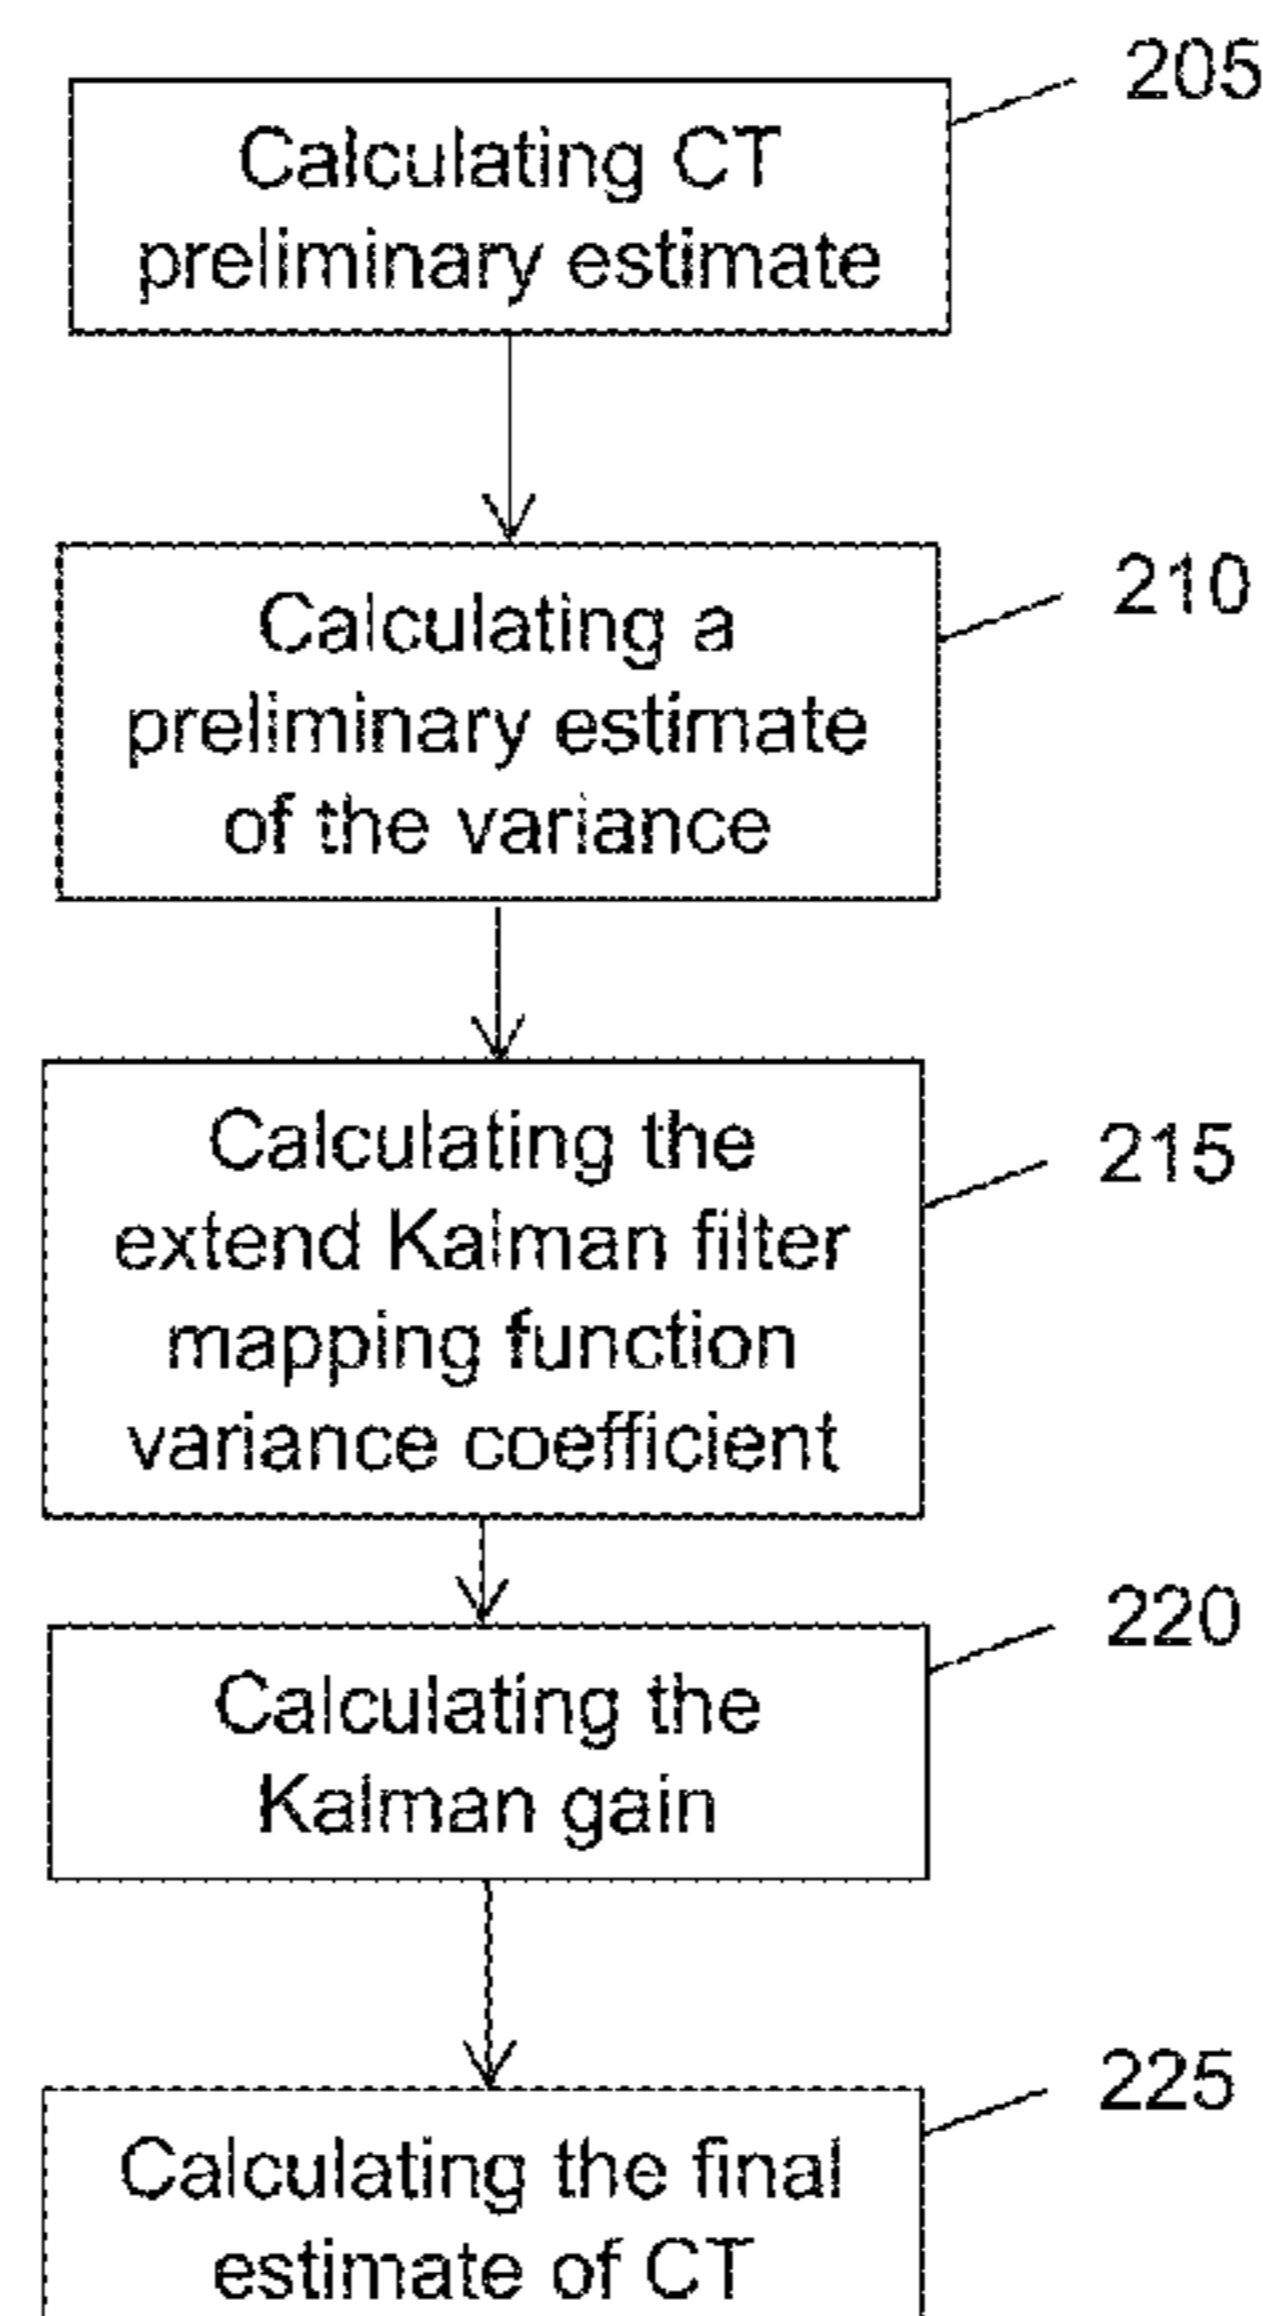 205
Calculating CT
preliminary estimate
210
Calculating a
preliminary estimate
of the variance
215
Calculating the
extend Kalman filter
mapping function
variance coefficient
220
Calculating the
Kalman gain
225
Calculating the final
estimate of CT